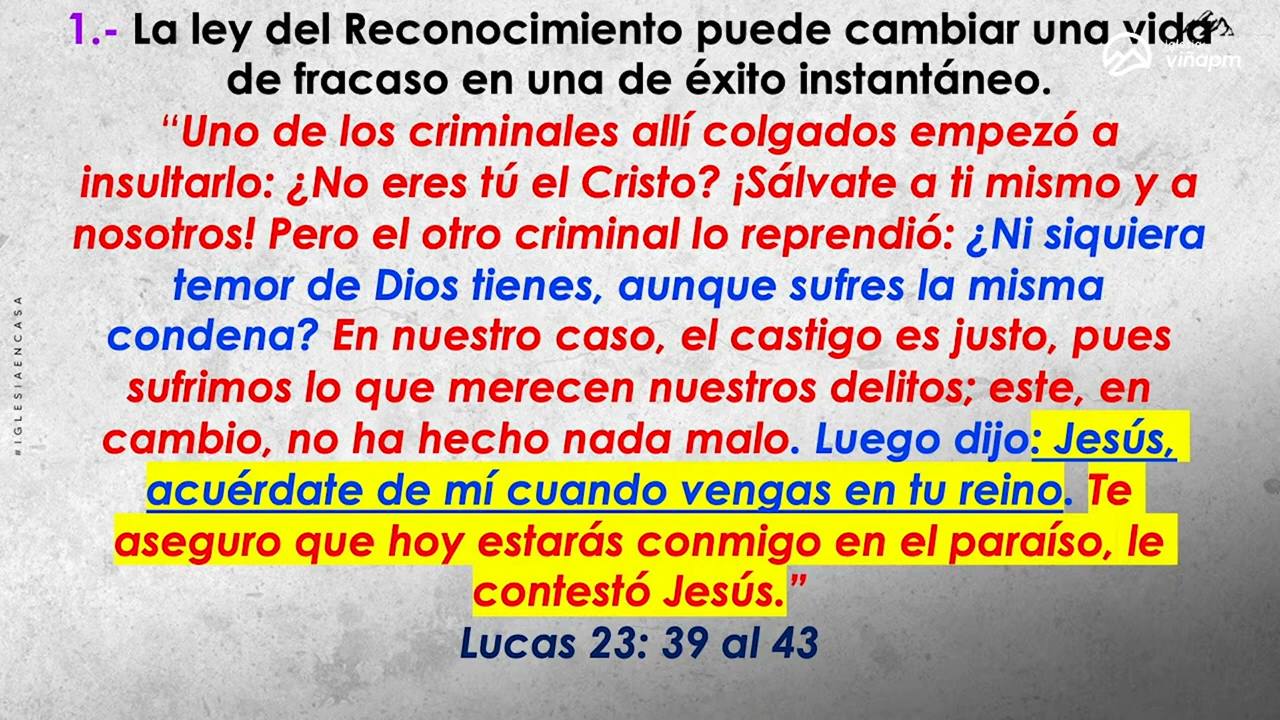 1.- La ley del Reconocimiento puede cambiar una vida
de fracaso en una de éxito instantáneo.
“Uno de los criminales allí colgados empezó a
insultarlo: ¿No eres tú el Cristo? ¡Sálvate a ti mismo y a
nosotros! Pero el otro criminal lo reprendió: ¿Ni siquiera
temor de Dios tienes, aunque sufres la misma
condena? En nuestro caso, el castigo es justo, pues
sufrimos lo que merecen nuestros delitos; este, en
cambio, no ha hecho nada malo. Luego dijo: Jesús,
acuérdate de mí cuando vengas en tu reino. Te
aseguro que hoy estarás conmigo en el paraíso, le
contestó Jesús.”
Lucas 23: 39 al 43
#IGLESIAENCASA
viñapm